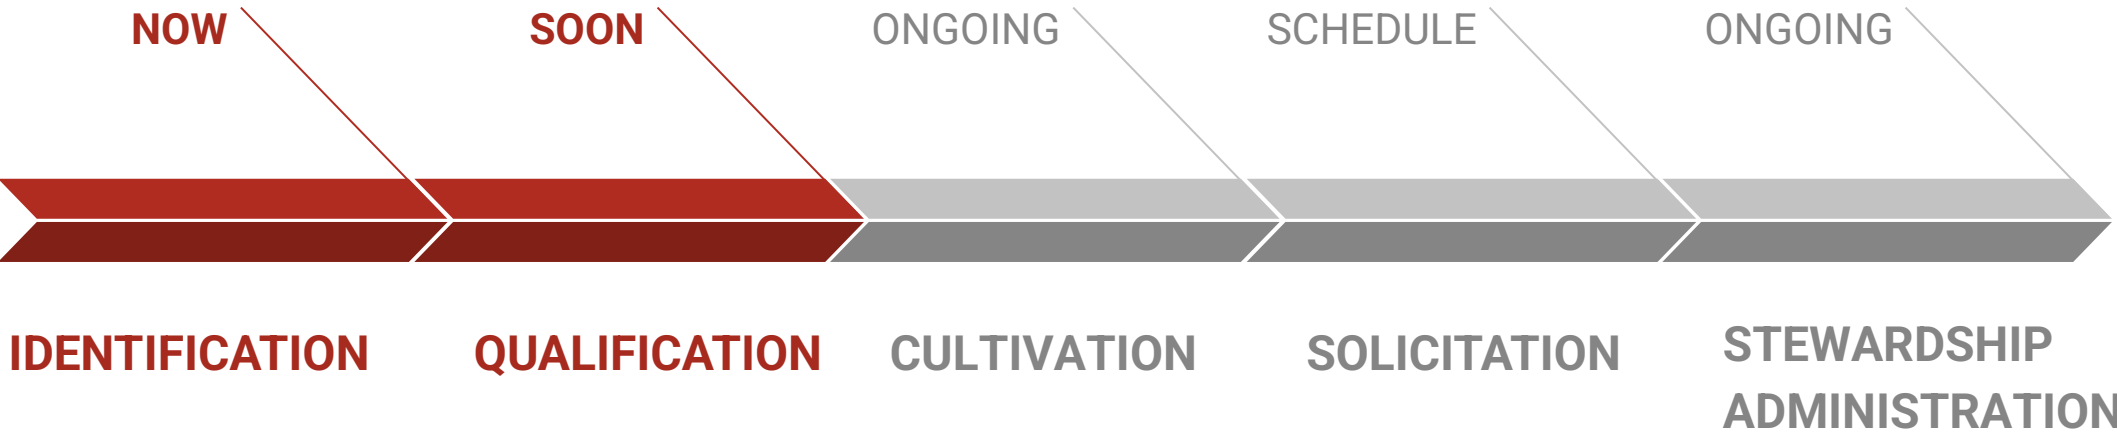 NOW
SOON
ONGOING
SCHEDULE
ONGOING
IDENTIFICATION
QUALIFICATION
CULTIVATION
SOLICITATION
STEWARDSHIP
ADMINISTRATION